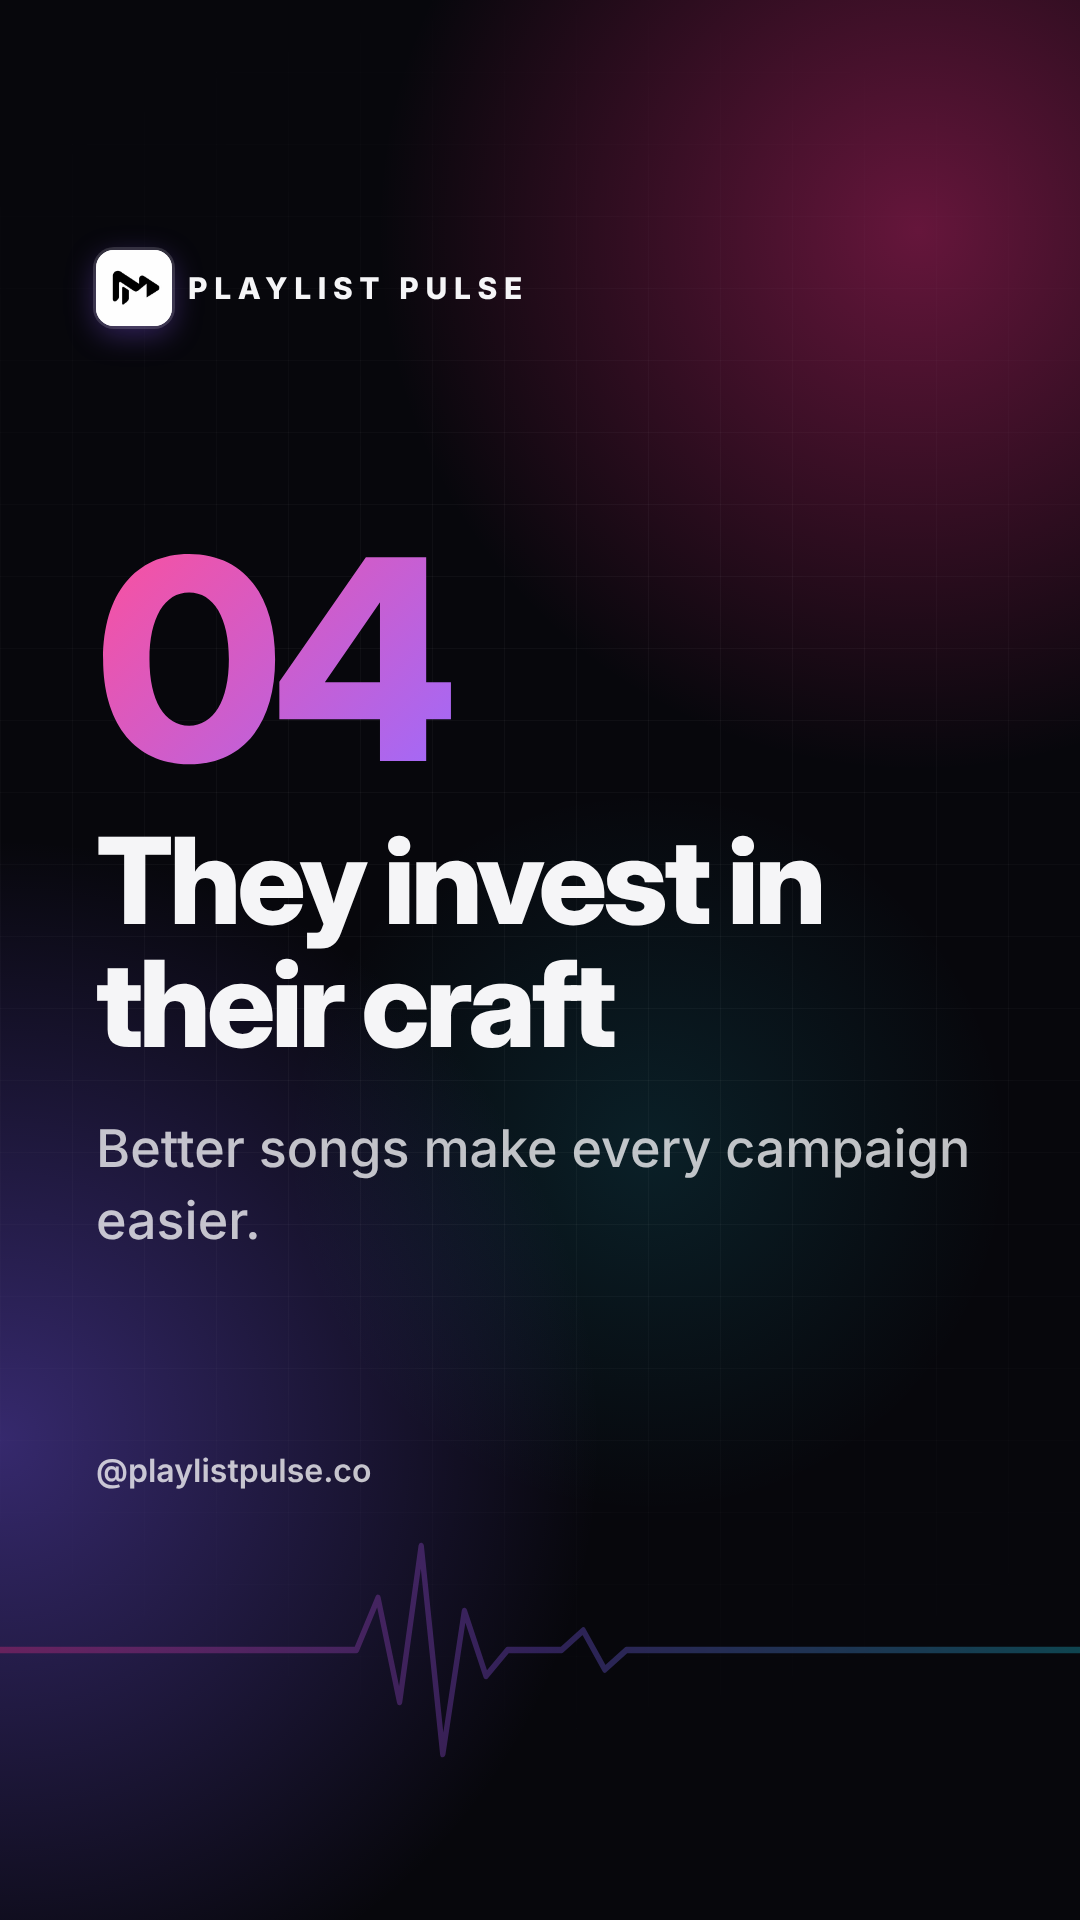 PLAYLIST PULSE
04
They invest in
their craft
Better songs make every campaign
easier.
@playlistpulse.co